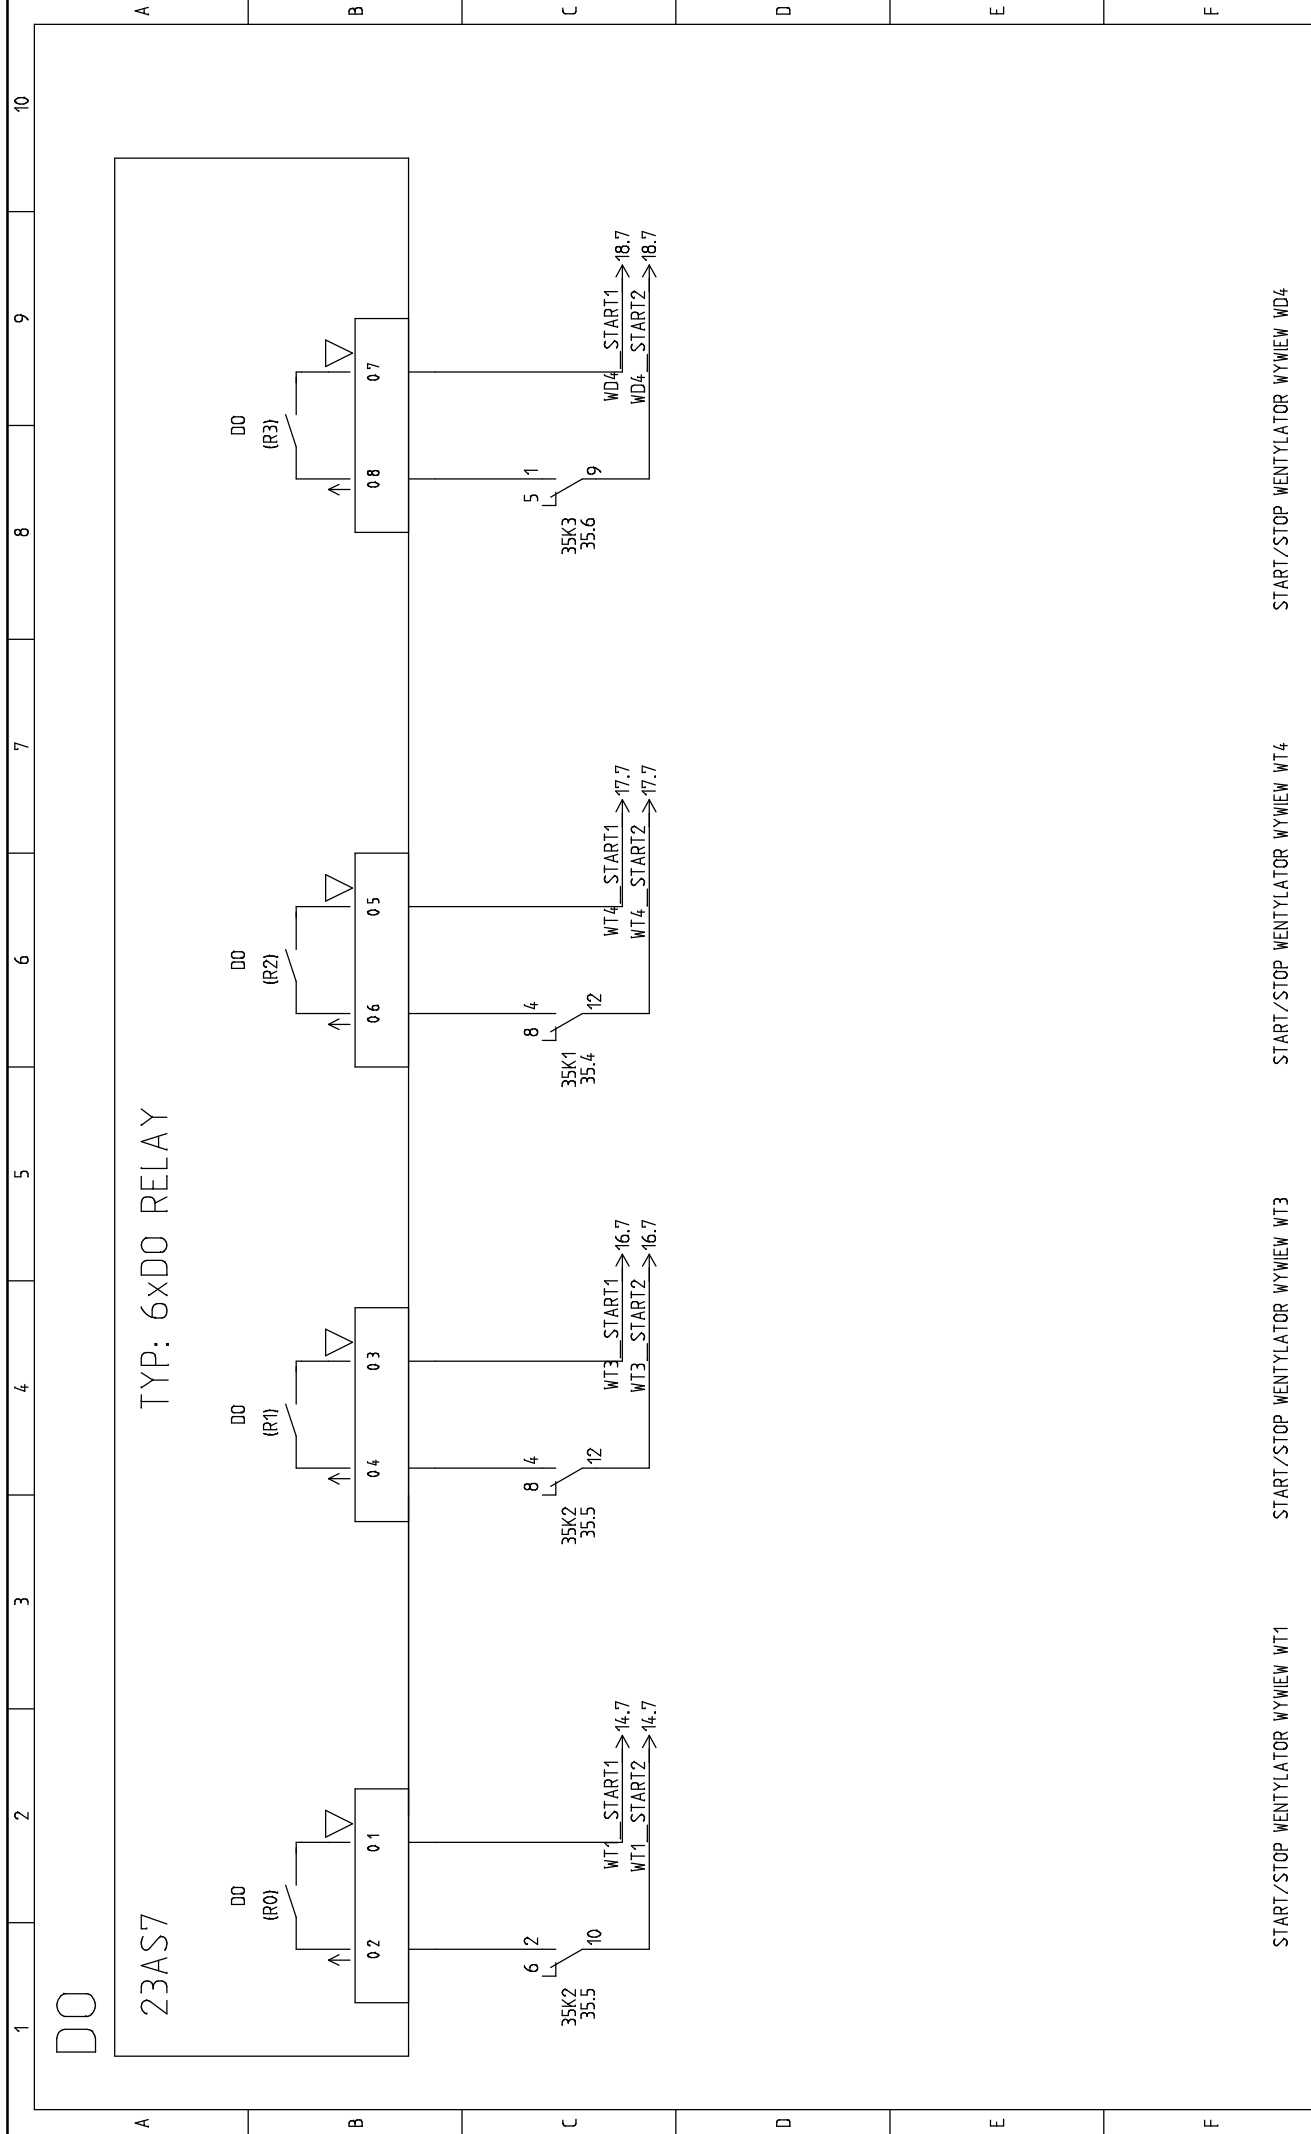 1 2 3 4 5 6 7 8 9 10
A A
DO
23AS7 TYP: 6xDO RELAY
B B
DO DO DO DO
(R0) (R1) (R2) (R3)
02 01 04 03 06 05 08 07
C C
6 2 8 4 8 4 5 1
35K2 35K2 35K1 35K3
35.5 35.5 35.4 35.6
10 12 12 9
WT1_START1 14.7 WT3_START1 16.7 WT4_START1 17.7 WD4_START1 18.7
WT1_START2 14.7 WT3_START2 16.7 WT4_START2 17.7 WD4_START2 18.7
D D
E E
F F
START/STOP WENTYLATOR WYWIEW WT1 START/STOP WENTYLATOR WYWIEW WT3 START/STOP WENTYLATOR WYWIEW WT4 START/STOP WENTYLATOR WYWIEW WD4